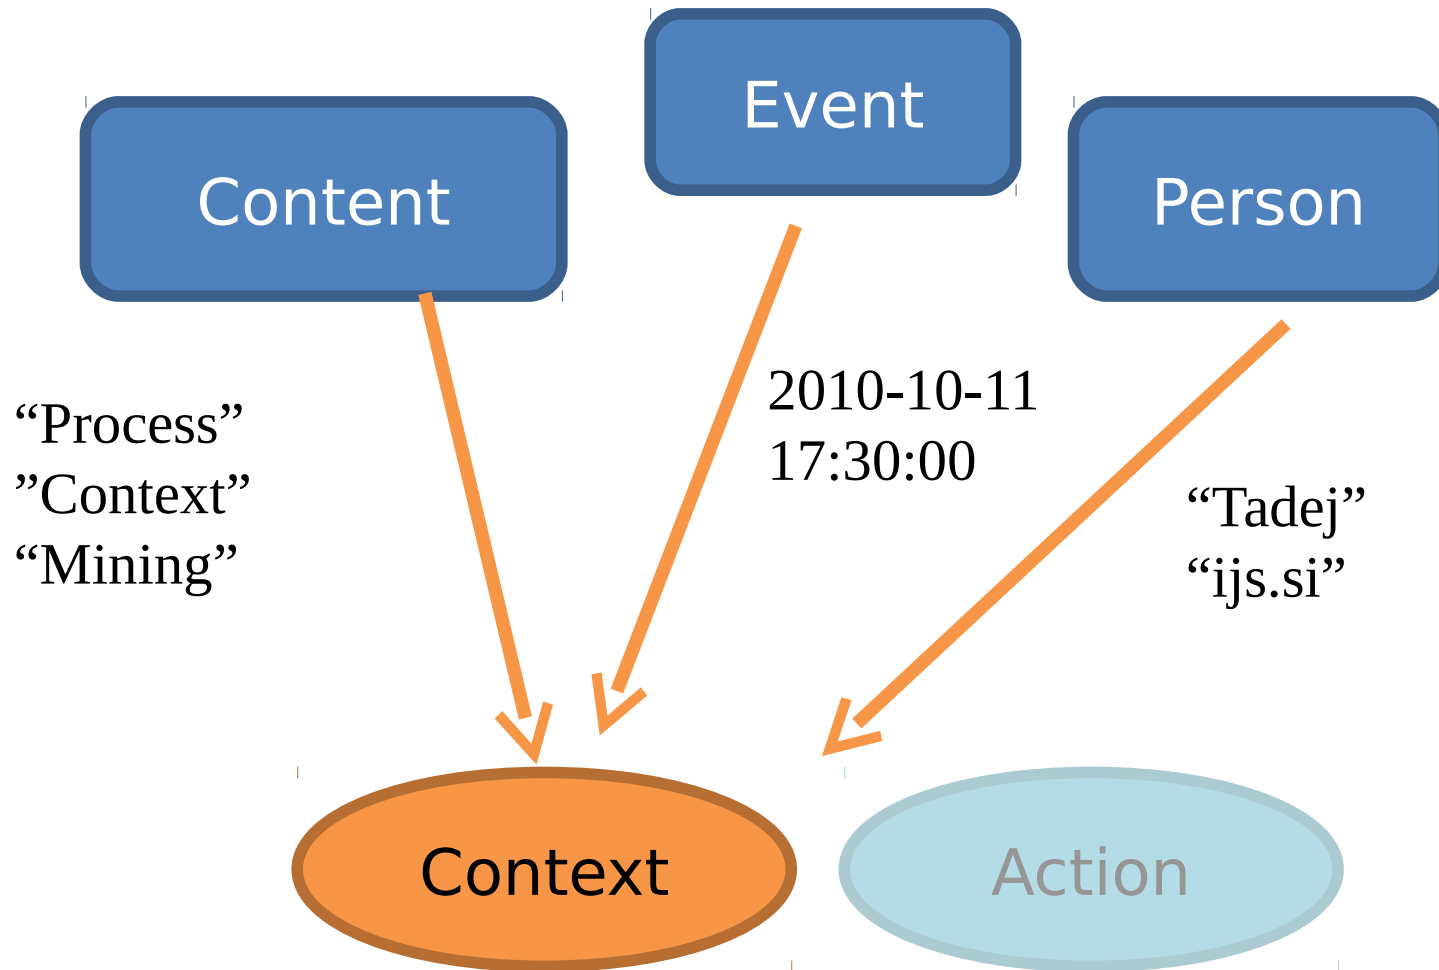 Event
Content
Person
2010-10-11
17:30:00
“Process”
”Context”
“Mining”
“Tadej”
“ijs.si”
Context
Action